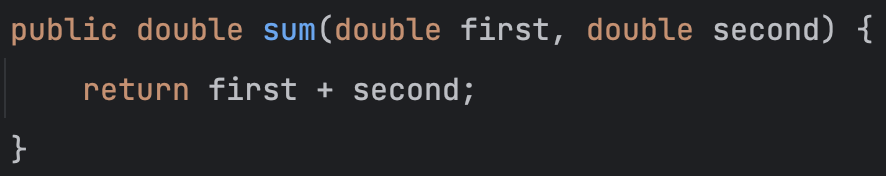 public double sum(double first, double second) {
    return first + second;
}